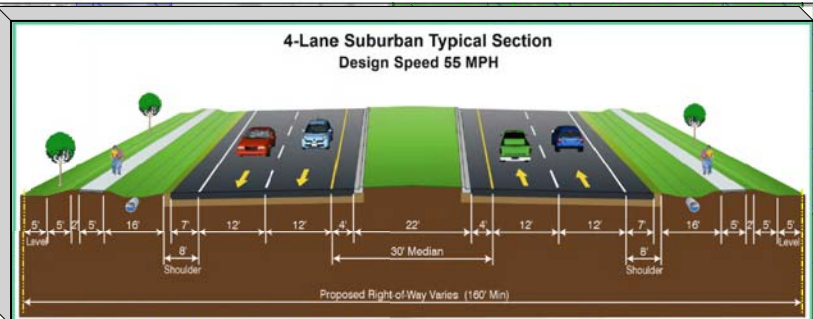 4-Lane Suburban Typical Section
Design Speed 55 MPH
5' 5' 2' 5' 16' 7' 12' 12' 4' 22' 4' 12' 12' 7' 16' 5' 2' 5' 5'
Level 8' 30' Median 8' Level
Shoulder Shoulder
Proposed Right-of-Way Varies (160' Min)